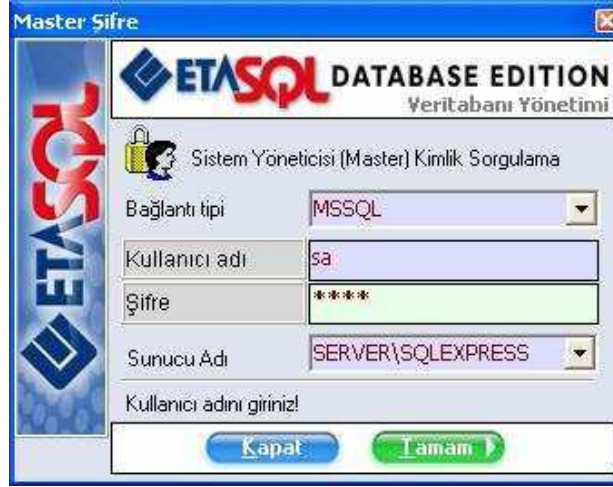 Master Şifre
ETASQL DATABASE EDITION
Veritabanı Yönetimi
ETASQL
Sistem Yöneticisi (Master) Kimlik Sorgulama
Bağlantı tipi MSSQL
Kullanıcı adı sa
Şifre ****
Sunucu Adı SERVER\SQLEXPRESS
Kullanıcı adını giriniz!
Kapat Tamam